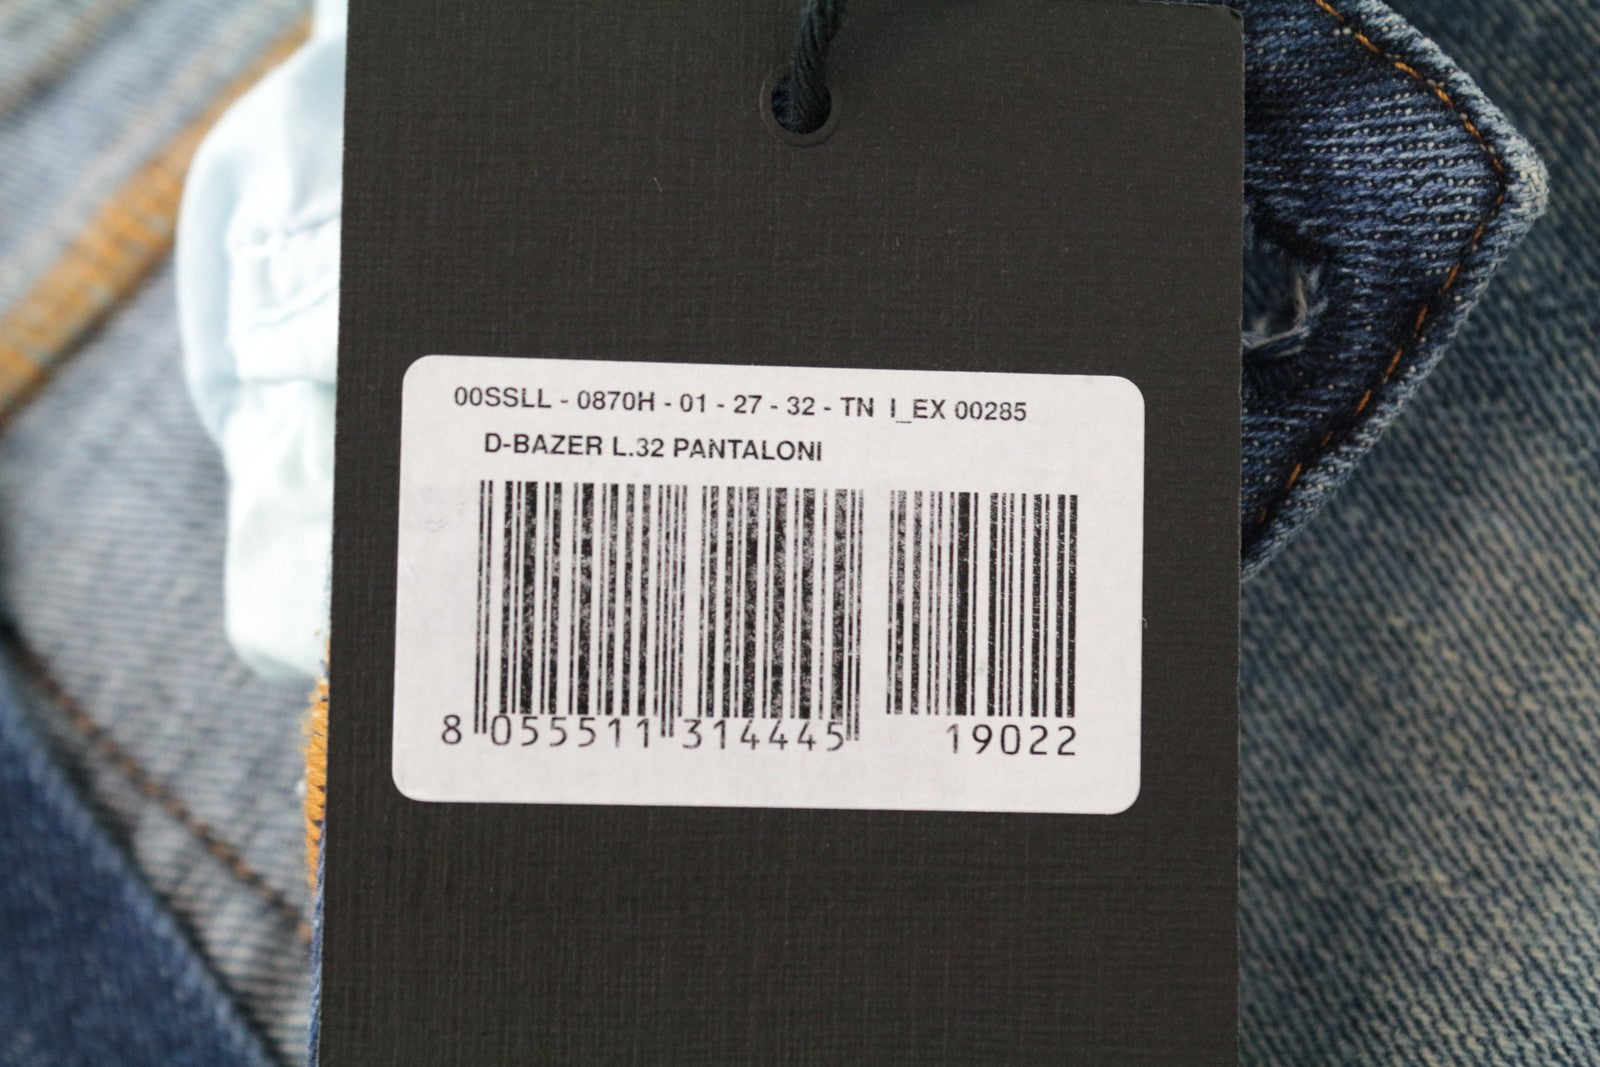 00SSLL - 0870H - 01 - 27 - 32 - TN I_EX 00285
D-BAZER L.32 PANTALONI
8 055511 314445 19022